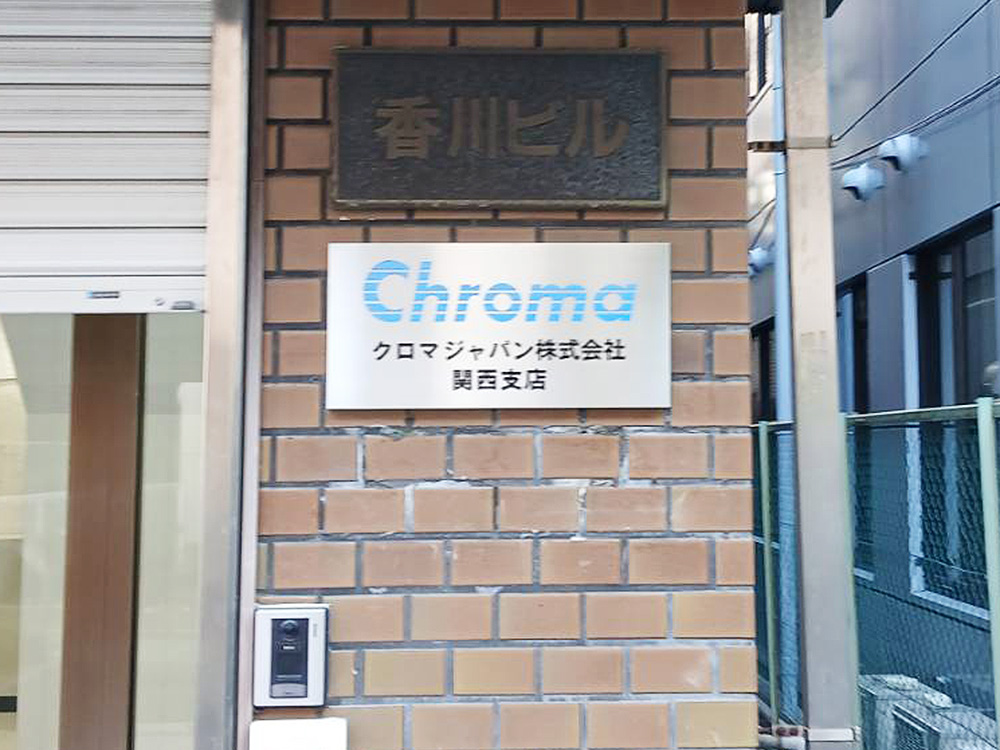 香川ビル
Chroma
クロマジャパン株式会社
関西支店